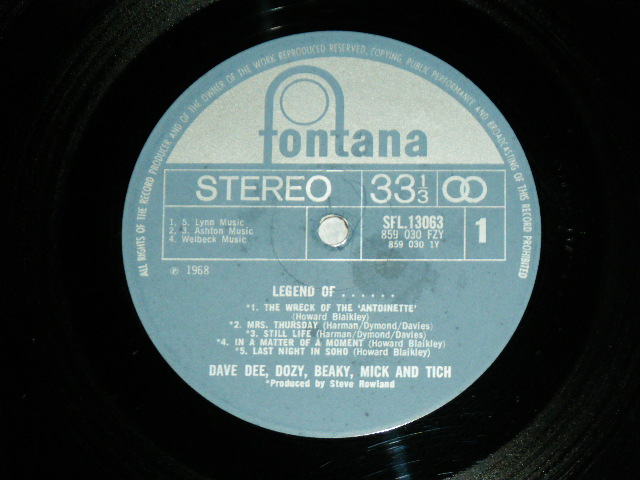 ALL RIGHTS OF THE RECORD PRODUCER AND OF THE OWNER OF THE WORK REPRODUCED RESERVED, COPYING, PUBLIC PERFORMANCE AND BROADCASTING OF THIS RECORD PROHIBITED
fontana
STEREO 33⅓
1. 5. Lynn Music
2. 3. Ashton Music
4. Welbeck Music
SFL.13063
859 030 FZY
859 030 1Y
1
℗ 1968
LEGEND OF . . . . . .
*1. THE WRECK OF THE 'ANTOINETTE'
(Howard Blaikley)
*2. MRS. THURSDAY (Harman/Dymond/Davies)
*3. STILL LIFE (Harman/Dymond/Davies)
*4. IN A MATTER OF A MOMENT (Howard Blaikley)
*5. LAST NIGHT IN SOHO (Howard Blaikley)
DAVE DEE, DOZY, BEAKY, MICK AND TICH
*Produced by Steve Rowland